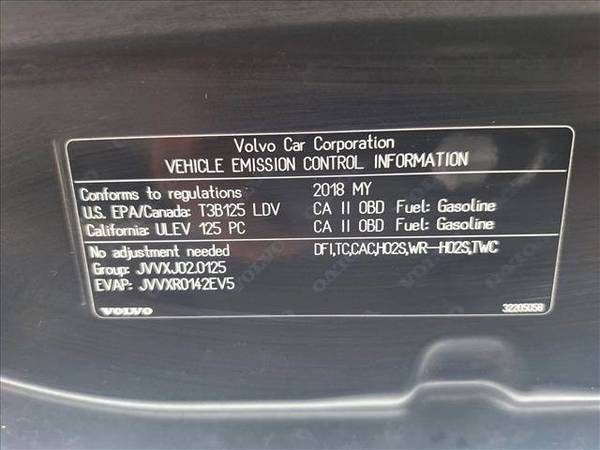 Volvo Car Corporation
VEHICLE EMISSION CONTROL INFORMATION
Conforms to regulations 2018 MY
U.S. EPA/Canada: T3B125 LDV CA II OBD Fuel: Gasoline
California: ULEV 125 PC CA II OBD Fuel: Gasoline
No adjustment needed DFI,TC,CAC,HO2S,WR-HO2S,TWC
Group: JVVXJ02.0125
EVAP: JVVXR0142EV5
VOLVO 32205058